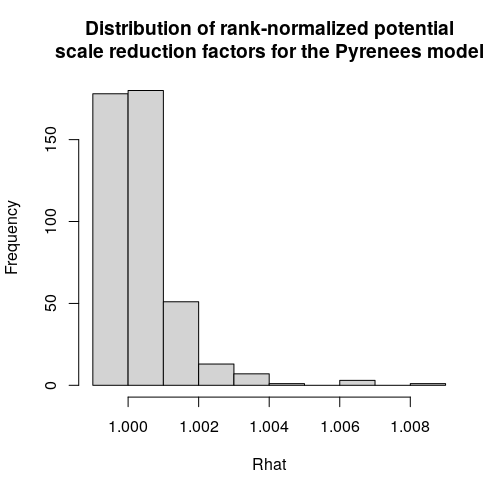 Distribution of rank-normalized potential
scale reduction factors for the Pyrenees model
Frequency
150
100
50
0
1.000 1.002 1.004 1.006 1.008
Rhat